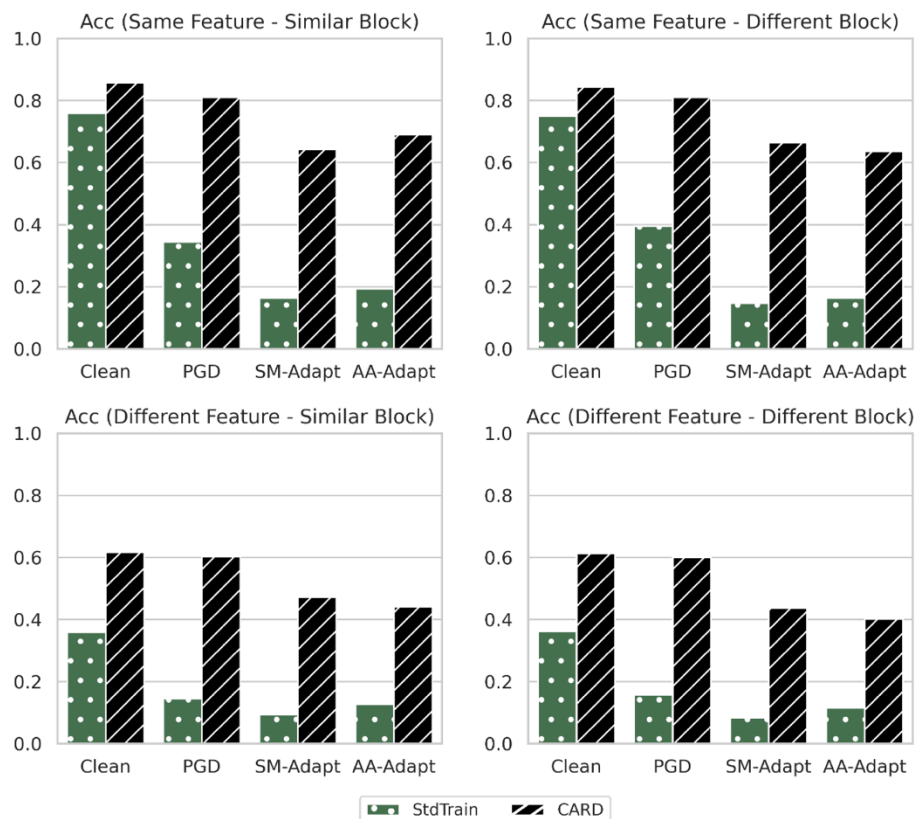 Acc (Same Feature - Similar Block)
1.0
0.8
0.6
0.4
0.2
0.0
Clean PGD SM-Adapt AA-Adapt
Acc (Same Feature - Different Block)
1.0
0.8
0.6
0.4
0.2
0.0
Clean PGD SM-Adapt AA-Adapt
Acc (Different Feature - Similar Block)
1.0
0.8
0.6
0.4
0.2
0.0
Clean PGD SM-Adapt AA-Adapt
Acc (Different Feature - Different Block)
1.0
0.8
0.6
0.4
0.2
0.0
Clean PGD SM-Adapt AA-Adapt
StdTrain CARD